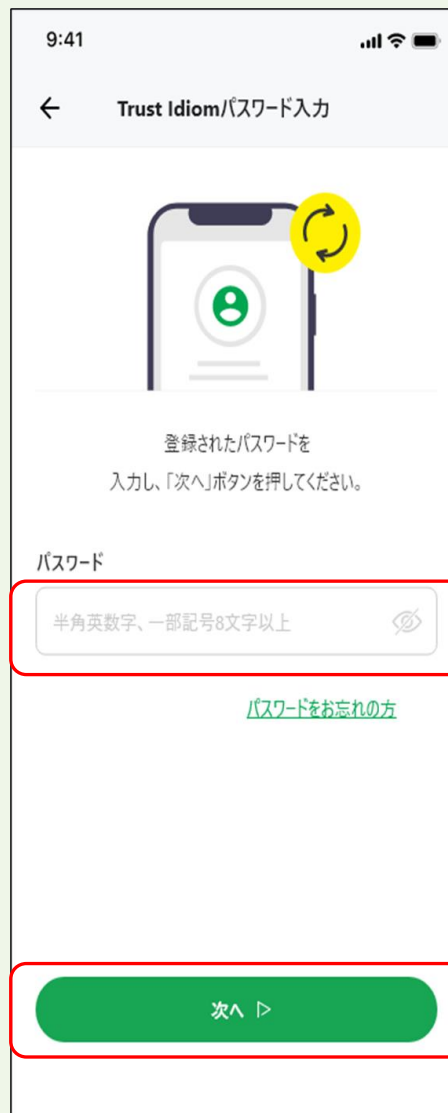 9:41
Trust Idiomパスワード入力
登録されたパスワードを
入力し、「次へ」ボタンを押してください。
パスワード
半角英数字、一部記号8文字以上
パスワードをお忘れの方
次へ ▷